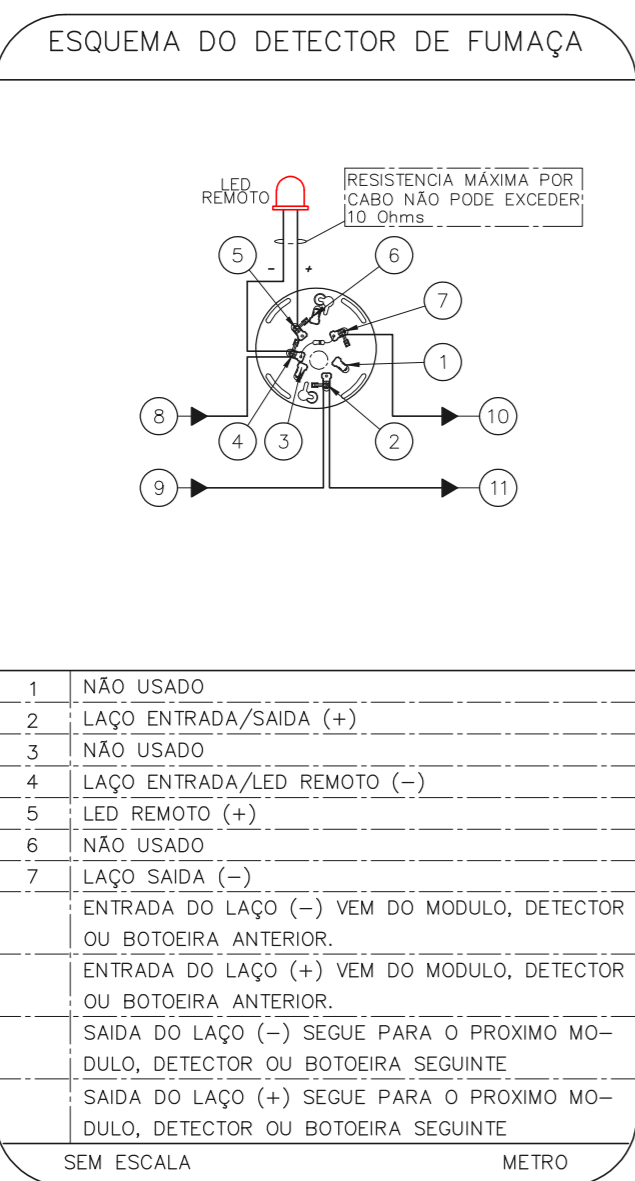 ESQUEMA DO DETECTOR DE FUMAÇA
LED
REMOTO
RESISTENCIA MÁXIMA POR
CABO NÃO PODE EXCEDER
10 Ohms
5
6
- +
7
1
8
10
4
3
2
9
11
1 NÃO USADO
2 LAÇO ENTRADA/SAIDA (+)
3 NÃO USADO
4 LAÇO ENTRADA/LED REMOTO (-)
5 LED REMOTO (+)
6 NÃO USADO
7 LAÇO SAIDA (-)
ENTRADA DO LAÇO (-) VEM DO MODULO, DETECTOR
OU BOTOEIRA ANTERIOR.
ENTRADA DO LAÇO (+) VEM DO MODULO, DETECTOR
OU BOTOEIRA ANTERIOR.
SAIDA DO LAÇO (-) SEGUE PARA O PROXIMO MO-
DULO, DETECTOR OU BOTOEIRA SEGUINTE
SAIDA DO LAÇO (+) SEGUE PARA O PROXIMO MO-
DULO, DETECTOR OU BOTOEIRA SEGUINTE
SEM ESCALA METRO